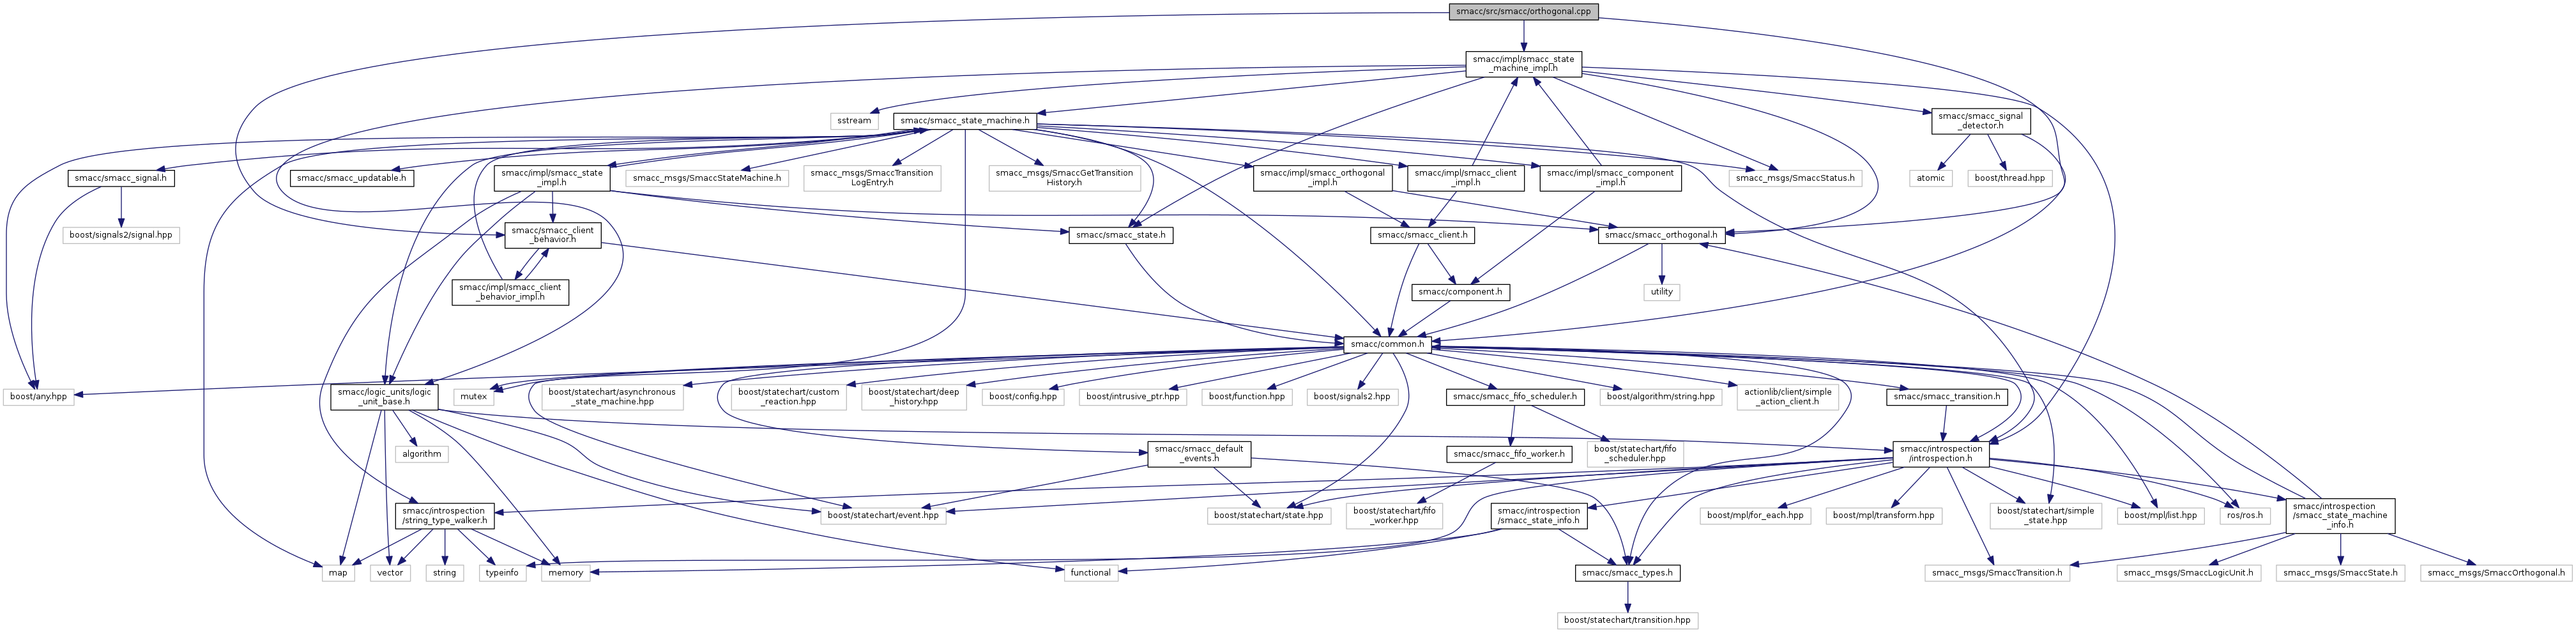 smacc/src/smacc/orthogonal.cpp
smacc/impl/smacc_state
_machine_impl.h
sstream
smacc/smacc_state_machine.h
smacc/smacc_signal
_detector.h
smacc/smacc_signal.h
smacc/smacc_updatable.h
smacc/impl/smacc_state
_impl.h
smacc_msgs/SmaccStateMachine.h
smacc_msgs/SmaccTransition
LogEntry.h
smacc_msgs/SmaccGetTransition
History.h
smacc/impl/smacc_orthogonal
_impl.h
smacc/impl/smacc_client
_impl.h
smacc/impl/smacc_component
_impl.h
smacc_msgs/SmaccStatus.h
atomic
boost/thread.hpp
boost/signals2/signal.hpp
smacc/smacc_client
_behavior.h
smacc/smacc_state.h
smacc/smacc_client.h
smacc/smacc_orthogonal.h
smacc/impl/smacc_client
_behavior_impl.h
smacc/component.h
utility
smacc/common.h
boost/any.hpp
smacc/logic_units/logic
_unit_base.h
mutex
boost/statechart/asynchronous
_state_machine.hpp
boost/statechart/custom
_reaction.hpp
boost/statechart/deep
_history.hpp
boost/config.hpp
boost/intrusive_ptr.hpp
boost/function.hpp
boost/signals2.hpp
smacc/smacc_fifo_scheduler.h
boost/algorithm/string.hpp
actionlib/client/simple
_action_client.h
smacc/smacc_transition.h
algorithm
smacc/smacc_default
_events.h
smacc/smacc_fifo_worker.h
boost/statechart/fifo
_scheduler.hpp
smacc/introspection
/introspection.h
smacc/introspection
/string_type_walker.h
boost/statechart/event.hpp
boost/statechart/state.hpp
boost/statechart/fifo
_worker.hpp
smacc/introspection
/smacc_state_info.h
boost/mpl/for_each.hpp
boost/mpl/transform.hpp
boost/statechart/simple
_state.hpp
boost/mpl/list.hpp
ros/ros.h
smacc/introspection
/smacc_state_machine
_info.h
map
vector
string
typeinfo
memory
functional
smacc/smacc_types.h
smacc_msgs/SmaccTransition.h
smacc_msgs/SmaccLogicUnit.h
smacc_msgs/SmaccState.h
smacc_msgs/SmaccOrthogonal.h
boost/statechart/transition.hpp